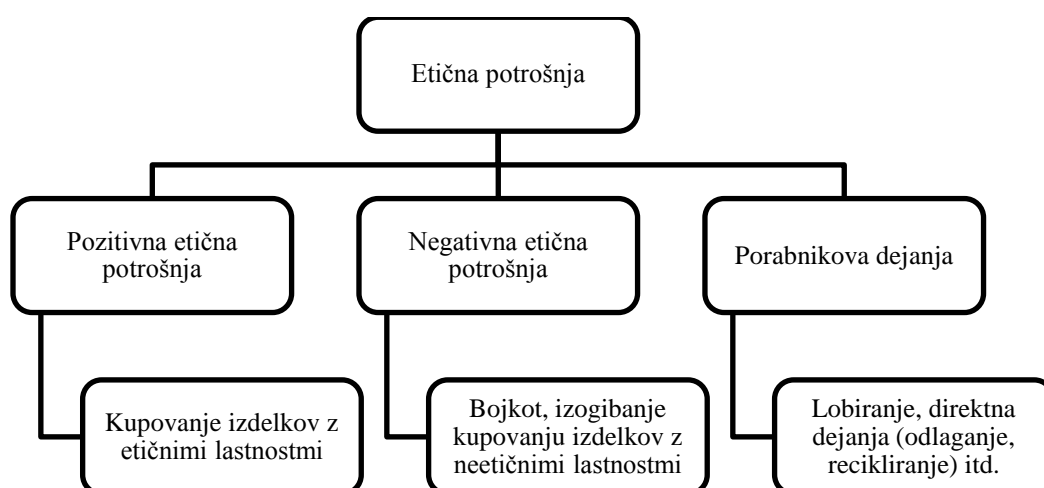 Etična potrošnja
Pozitivna etična
potrošnja
Negativna etična
potrošnja
Porabnikova dejanja
Kupovanje izdelkov z
etičnimi lastnostmi
Bojkot, izogibanje
kupovanju izdelkov z
neetičnimi lastnostmi
Lobiranje, direktna
dejanja (odlaganje,
recikliranje) itd.